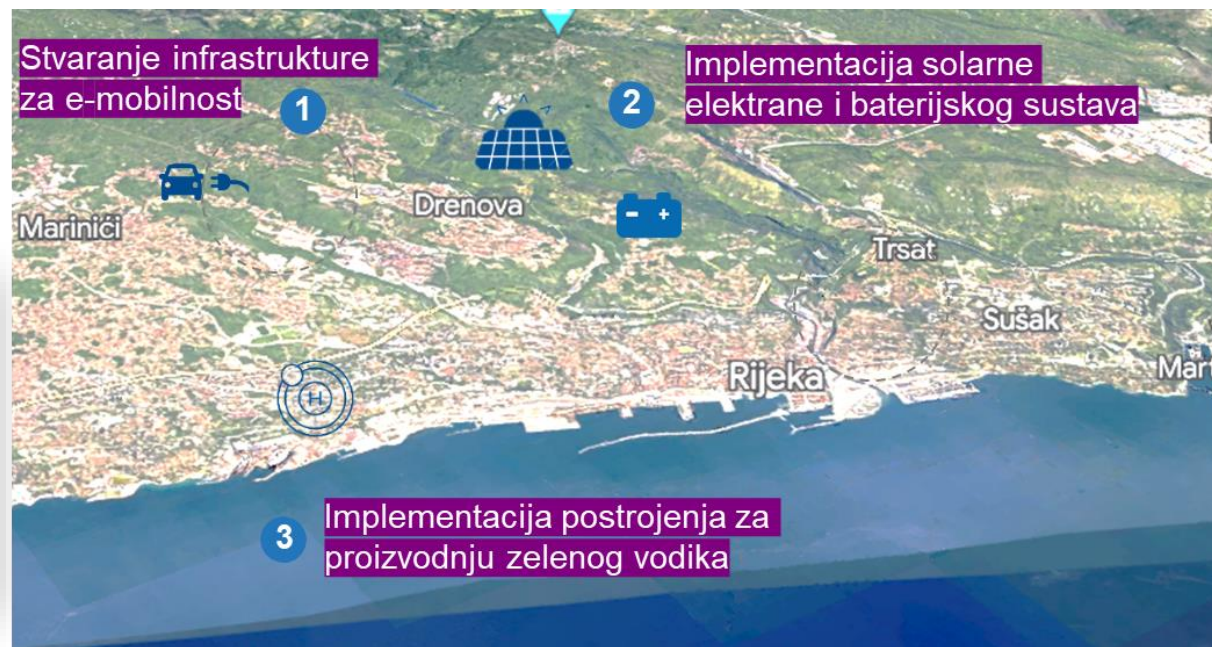 Stvaranje infrastrukture
za e-mobilnost
1
2
Implementacija solarne
elektrane i baterijskog sustava
Marinići
Drenova
Trsat
Sušak
Rijeka
Mart
H
3
Implementacija postrojenja za
proizvodnju zelenog vodika